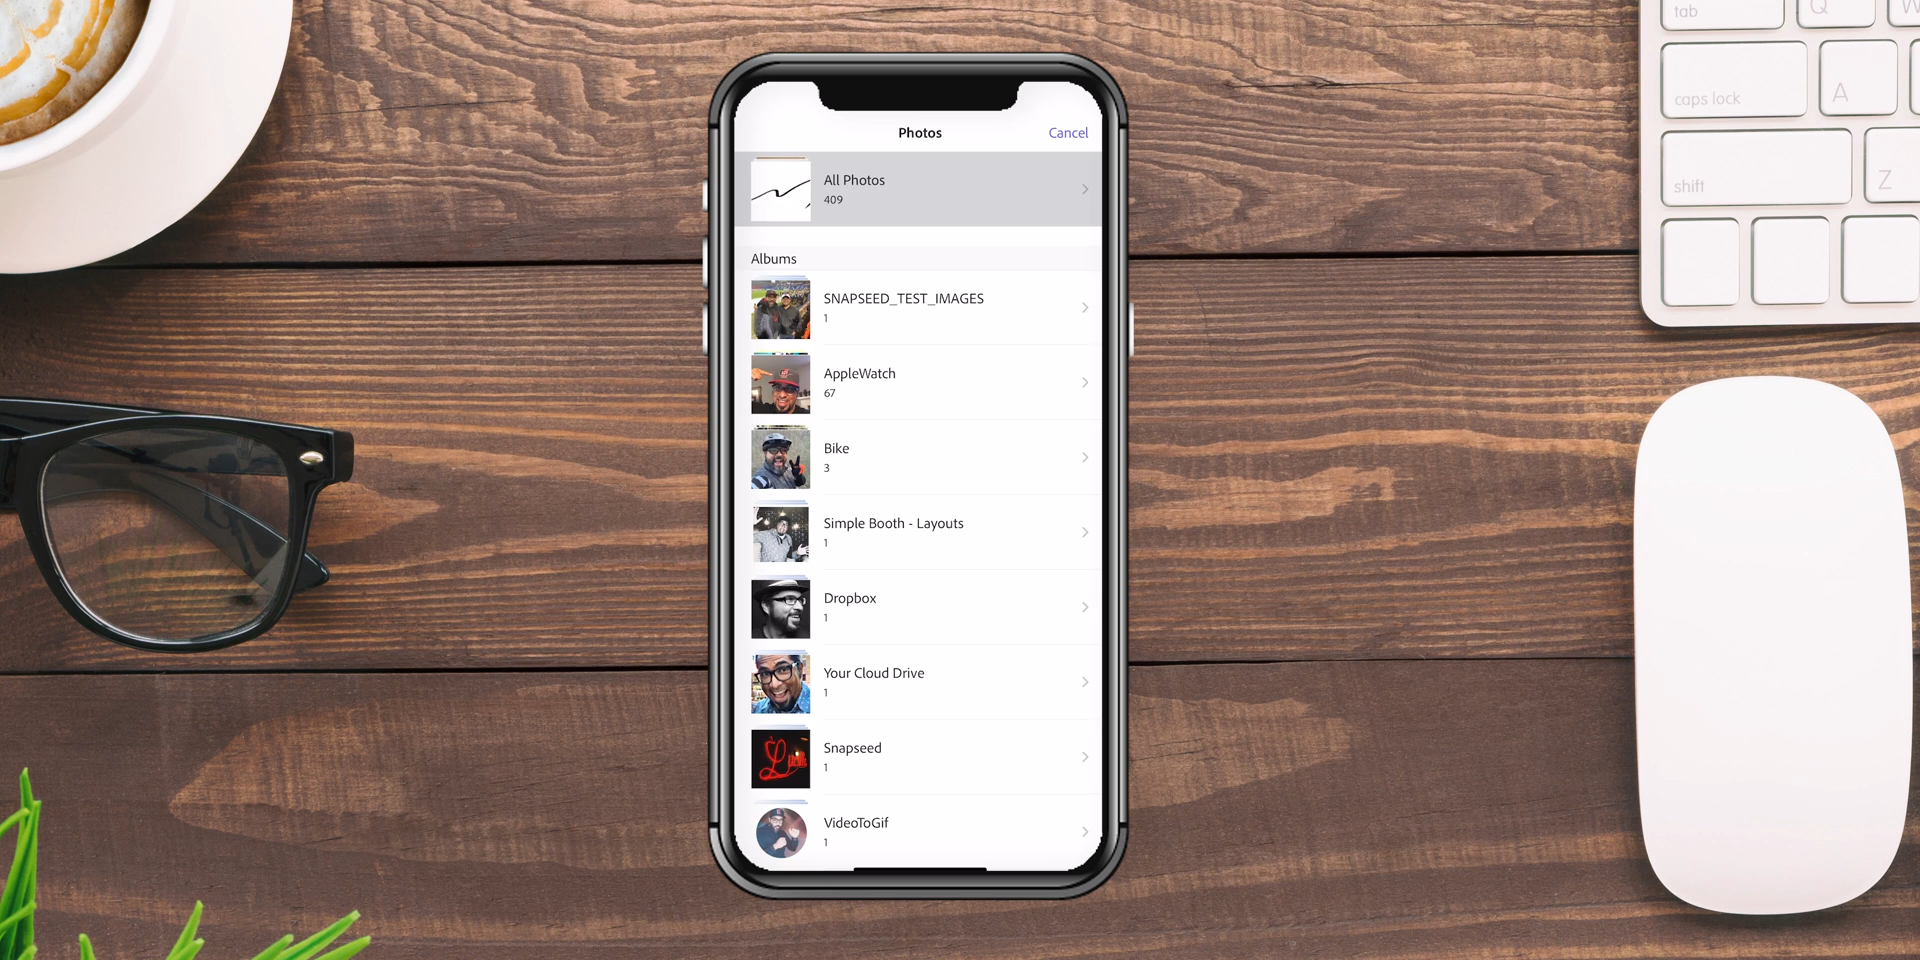 Photos
Cancel
All Photos
409
Albums
SNAPSEED_TEST_IMAGES
1
AppleWatch
67
Bike
3
Simple Booth - Layouts
1
Dropbox
1
Your Cloud Drive
1
Snapseed
1
VideoToGif
1
tab
Q
W
caps lock
A
shift
Z